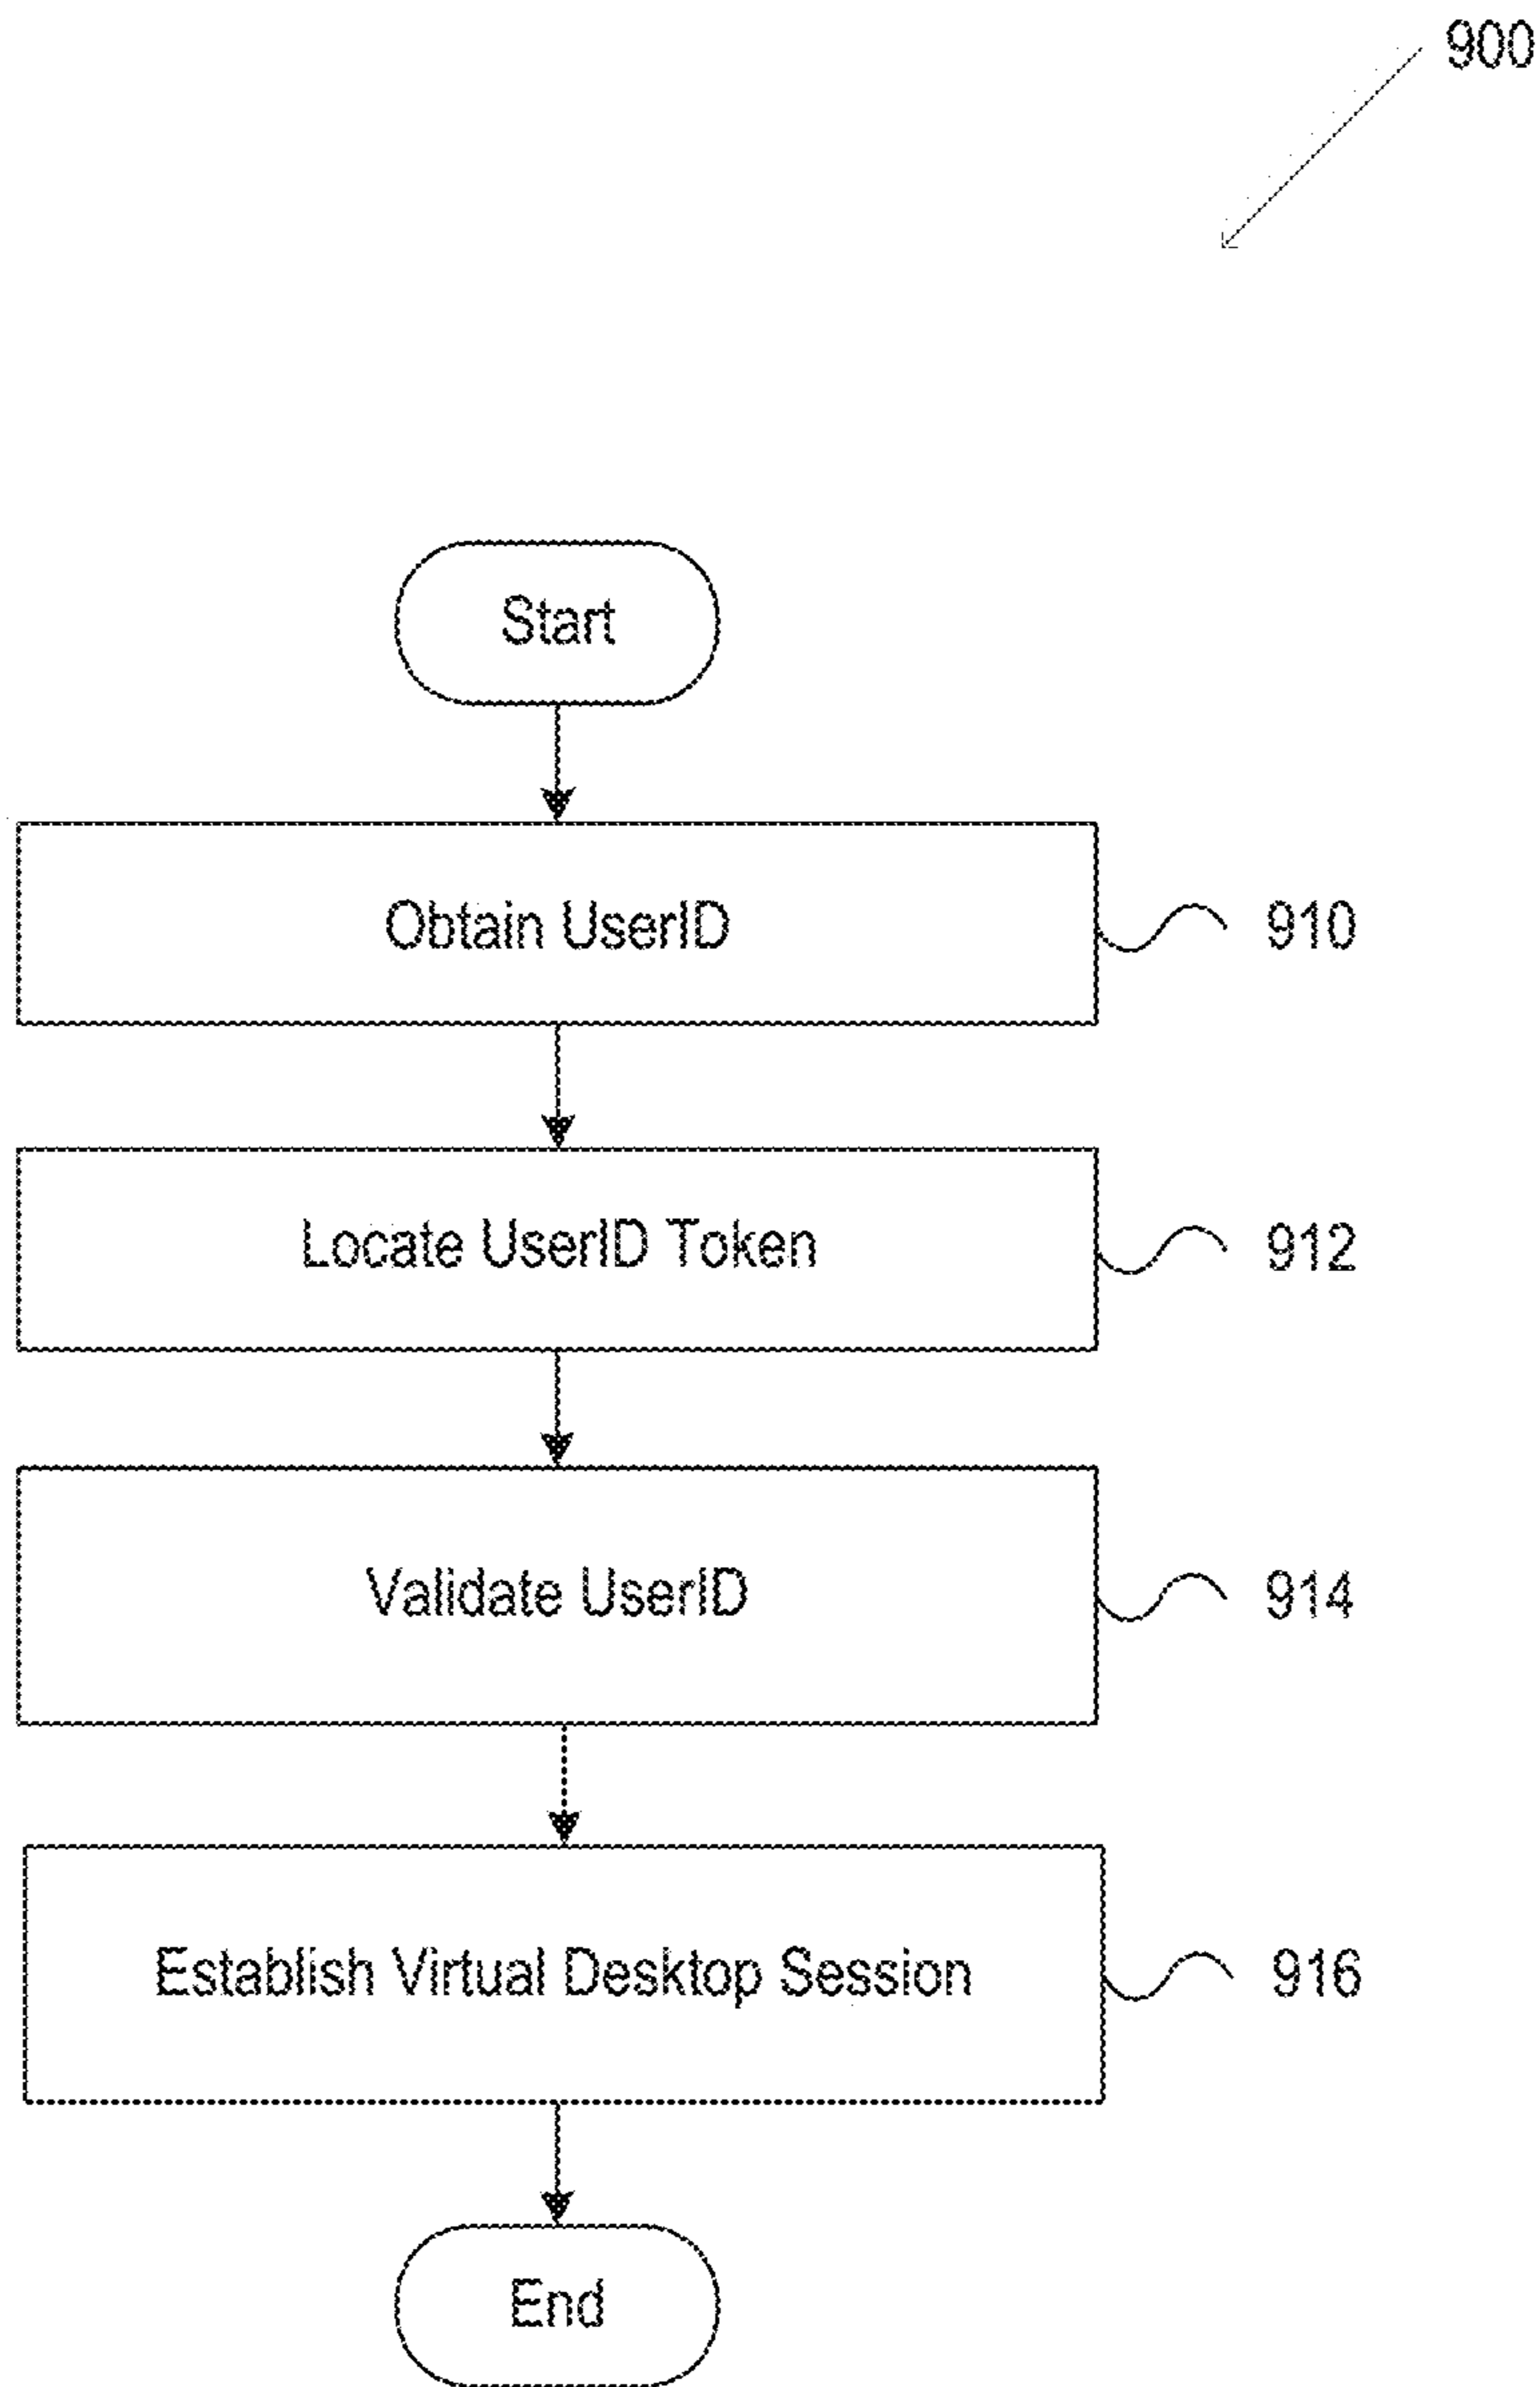 900
Start
Obtain UserID
910
Locate UserID Token
912
Validate UserID
914
Establish Virtual Desktop Session
916
End